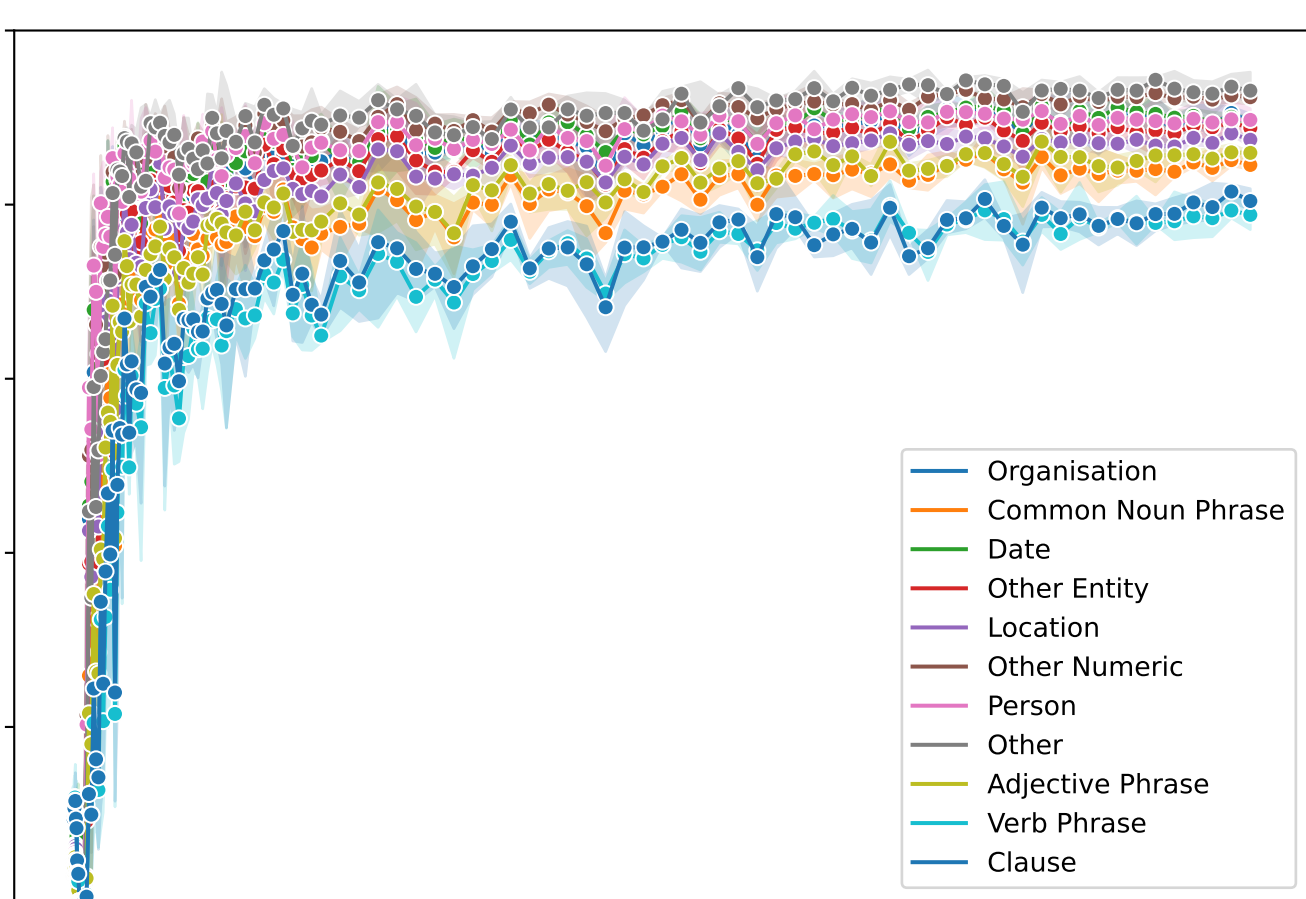 Organisation
Common Noun Phrase
Date
Other Entity
Location
Other Numeric
Person
Other
Adjective Phrase
Verb Phrase
Clause